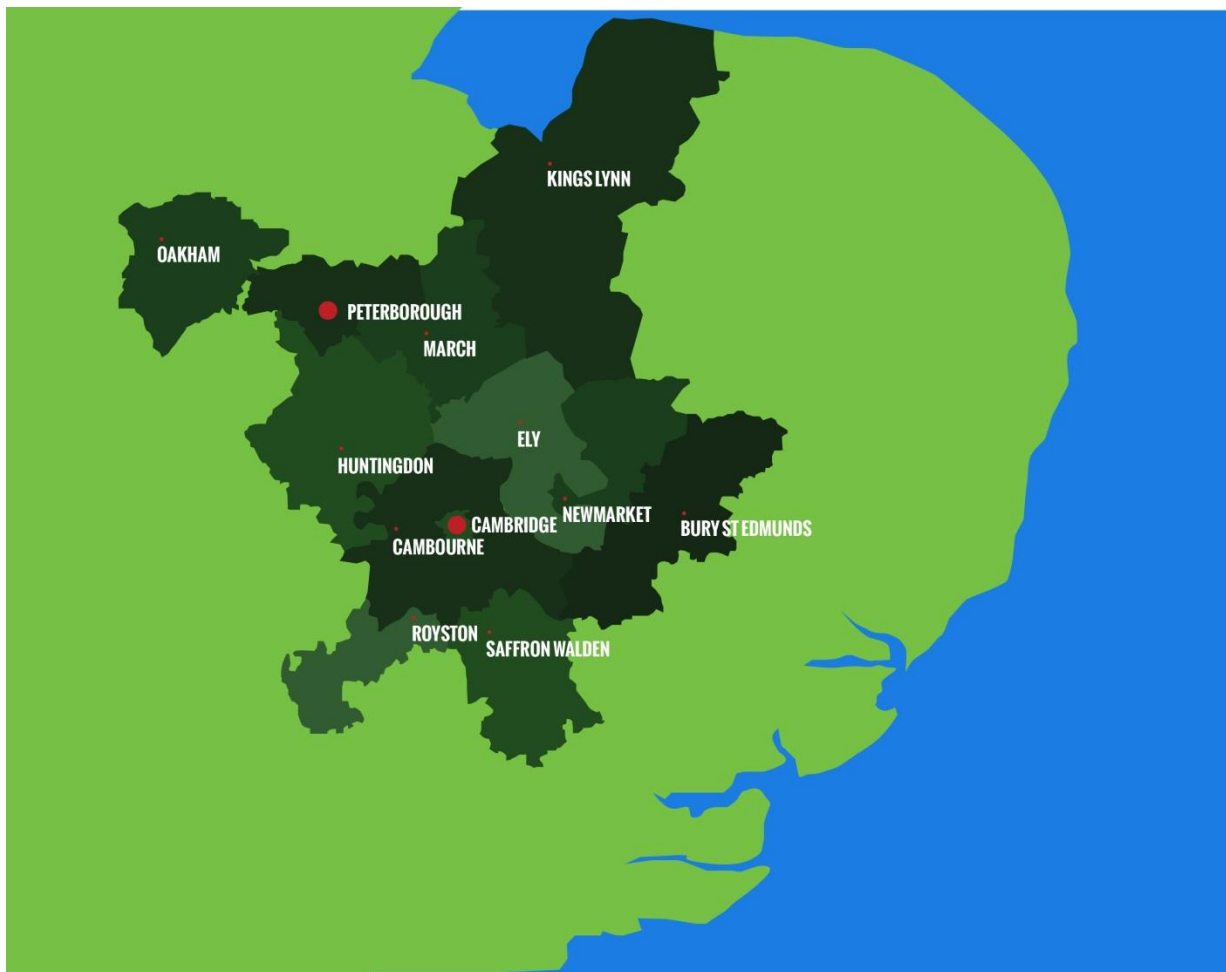 KINGS LYNN
OAKHAM
PETERBOROUGH
MARCH
ELY
HUNTINGDON
NEWMARKET
CAMBRIDGE
BURY ST EDMUNDS
CAMBOURNE
ROYSTON
SAFFRON WALDEN